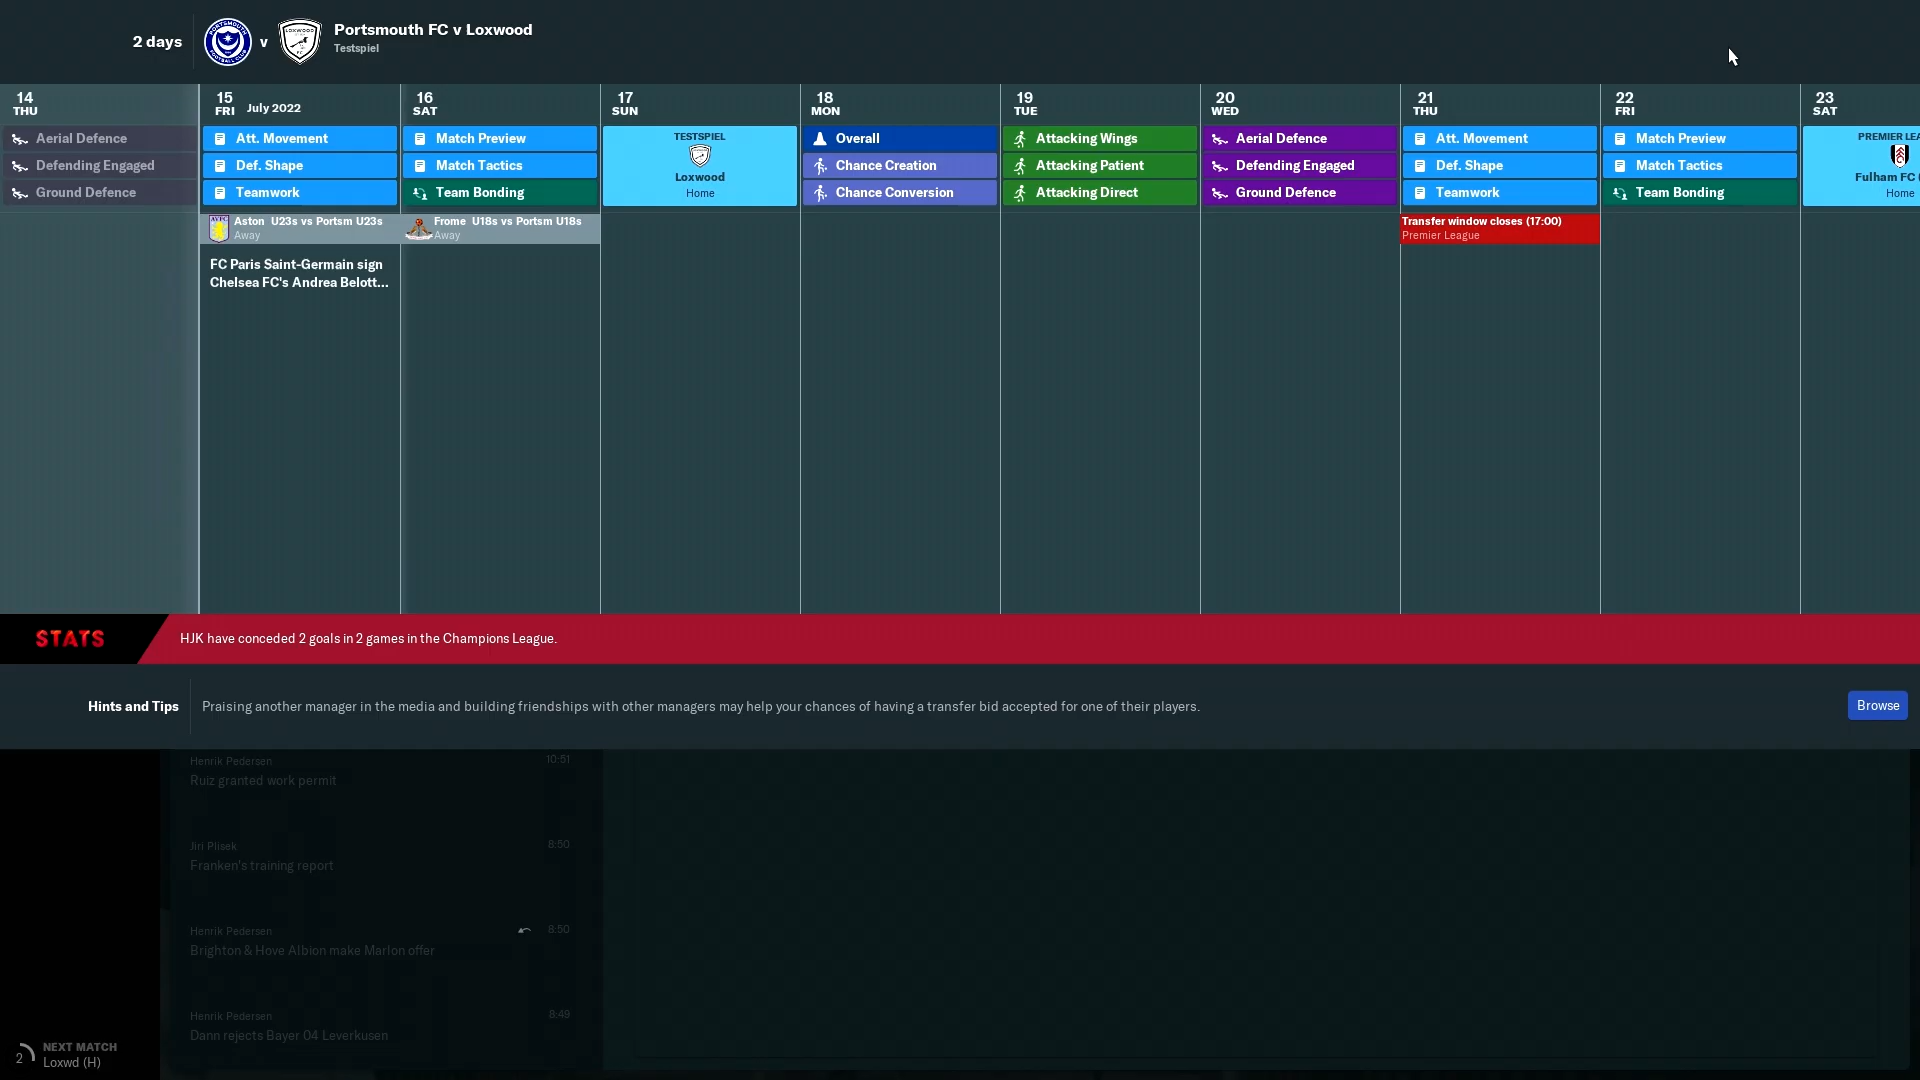 2 days
v
Portsmouth FC v Loxwood
Testspiel
14
THU
Aerial Defence
Defending Engaged
Ground Defence
15
FRI July 2022
Att. Movement
Def. Shape
Teamwork
Aston U23s vs Portsm U23s
Away
FC Paris Saint-Germain sign
Chelsea FC's Andrea Belott...
16
SAT
Match Preview
Match Tactics
Team Bonding
Frome U18s vs Portsm U18s
Away
17
SUN
TESTSPIEL
Loxwood
Home
18
MON
Overall
Chance Creation
Chance Conversion
19
TUE
Attacking Wings
Attacking Patient
Attacking Direct
20
WED
Aerial Defence
Defending Engaged
Ground Defence
21
THU
Att. Movement
Def. Shape
Teamwork
Transfer window closes (17:00)
Premier League
22
FRI
Match Preview
Match Tactics
Team Bonding
23
SAT
PREMIER LEA
Fulham FC (
Home
STATS
HJK have conceded 2 goals in 2 games in the Champions League.
Hints and Tips
Praising another manager in the media and building friendships with other managers may help your chances of having a transfer bid accepted for one of their players.
Browse
Henrik Pedersen 10:51
Ruiz granted work permit
Jiri Plisek 8:50
Franken's training report
Henrik Pedersen 8:50
Brighton & Hove Albion make Marlon offer
Henrik Pedersen 8:49
Dann rejects Bayer 04 Leverkusen
2
NEXT MATCH
Loxwd (H)